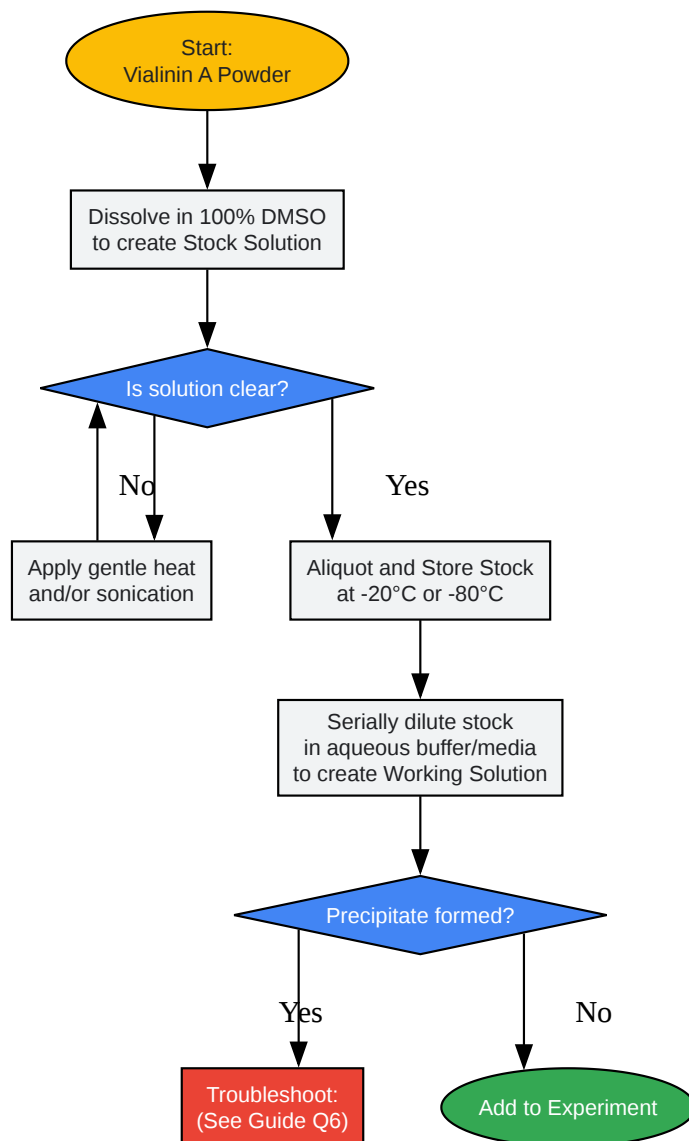 Start:
Vialinin A Powder
Dissolve in 100% DMSO
to create Stock Solution
Is solution clear?
No
Yes
Apply gentle heat
and/or sonication
Aliquot and Store Stock
at -20°C or -80°C
Serially dilute stock
in aqueous buffer/media
to create Working Solution
Precipitate formed?
Yes
No
Troubleshoot:
(See Guide Q6)
Add to Experiment